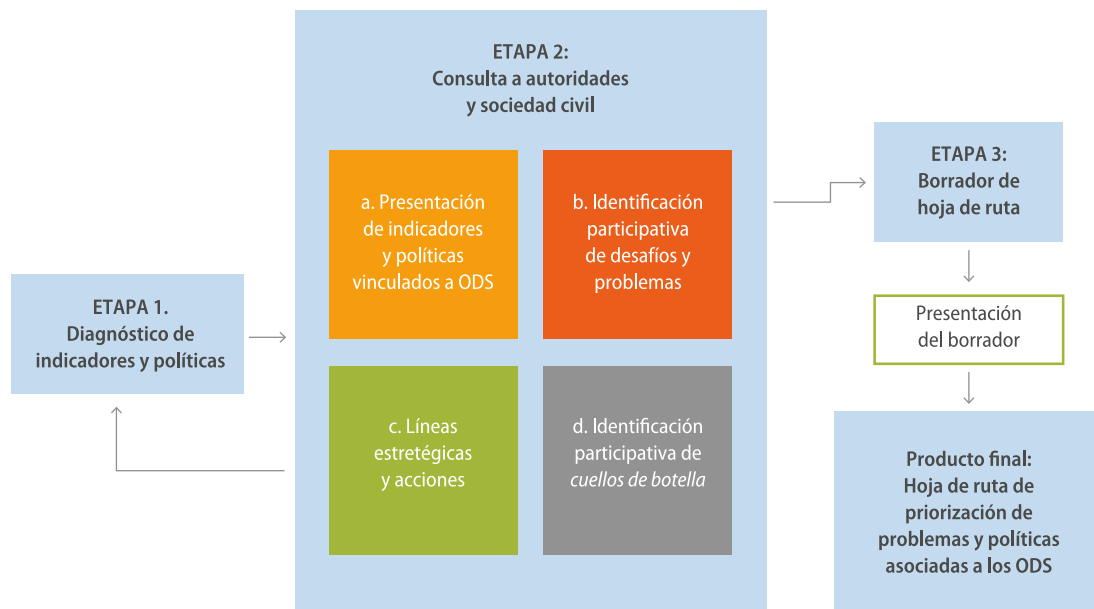 ETAPA 1.
Diagnóstico de
indicadores y políticas
ETAPA 2:
Consulta a autoridades
y sociedad civil
a. Presentación
de indicadores
y políticas
vinculados a ODS
b. Identificación
participativa
de desafíos y
problemas
c. Líneas
estretégicas
y acciones
d. Identificación
participativa de
cuellos de botella
ETAPA 3:
Borrador de
hoja de ruta
Presentación
del borrador
Producto final:
Hoja de ruta de
priorización de
problemas y políticas
asociadas a los ODS